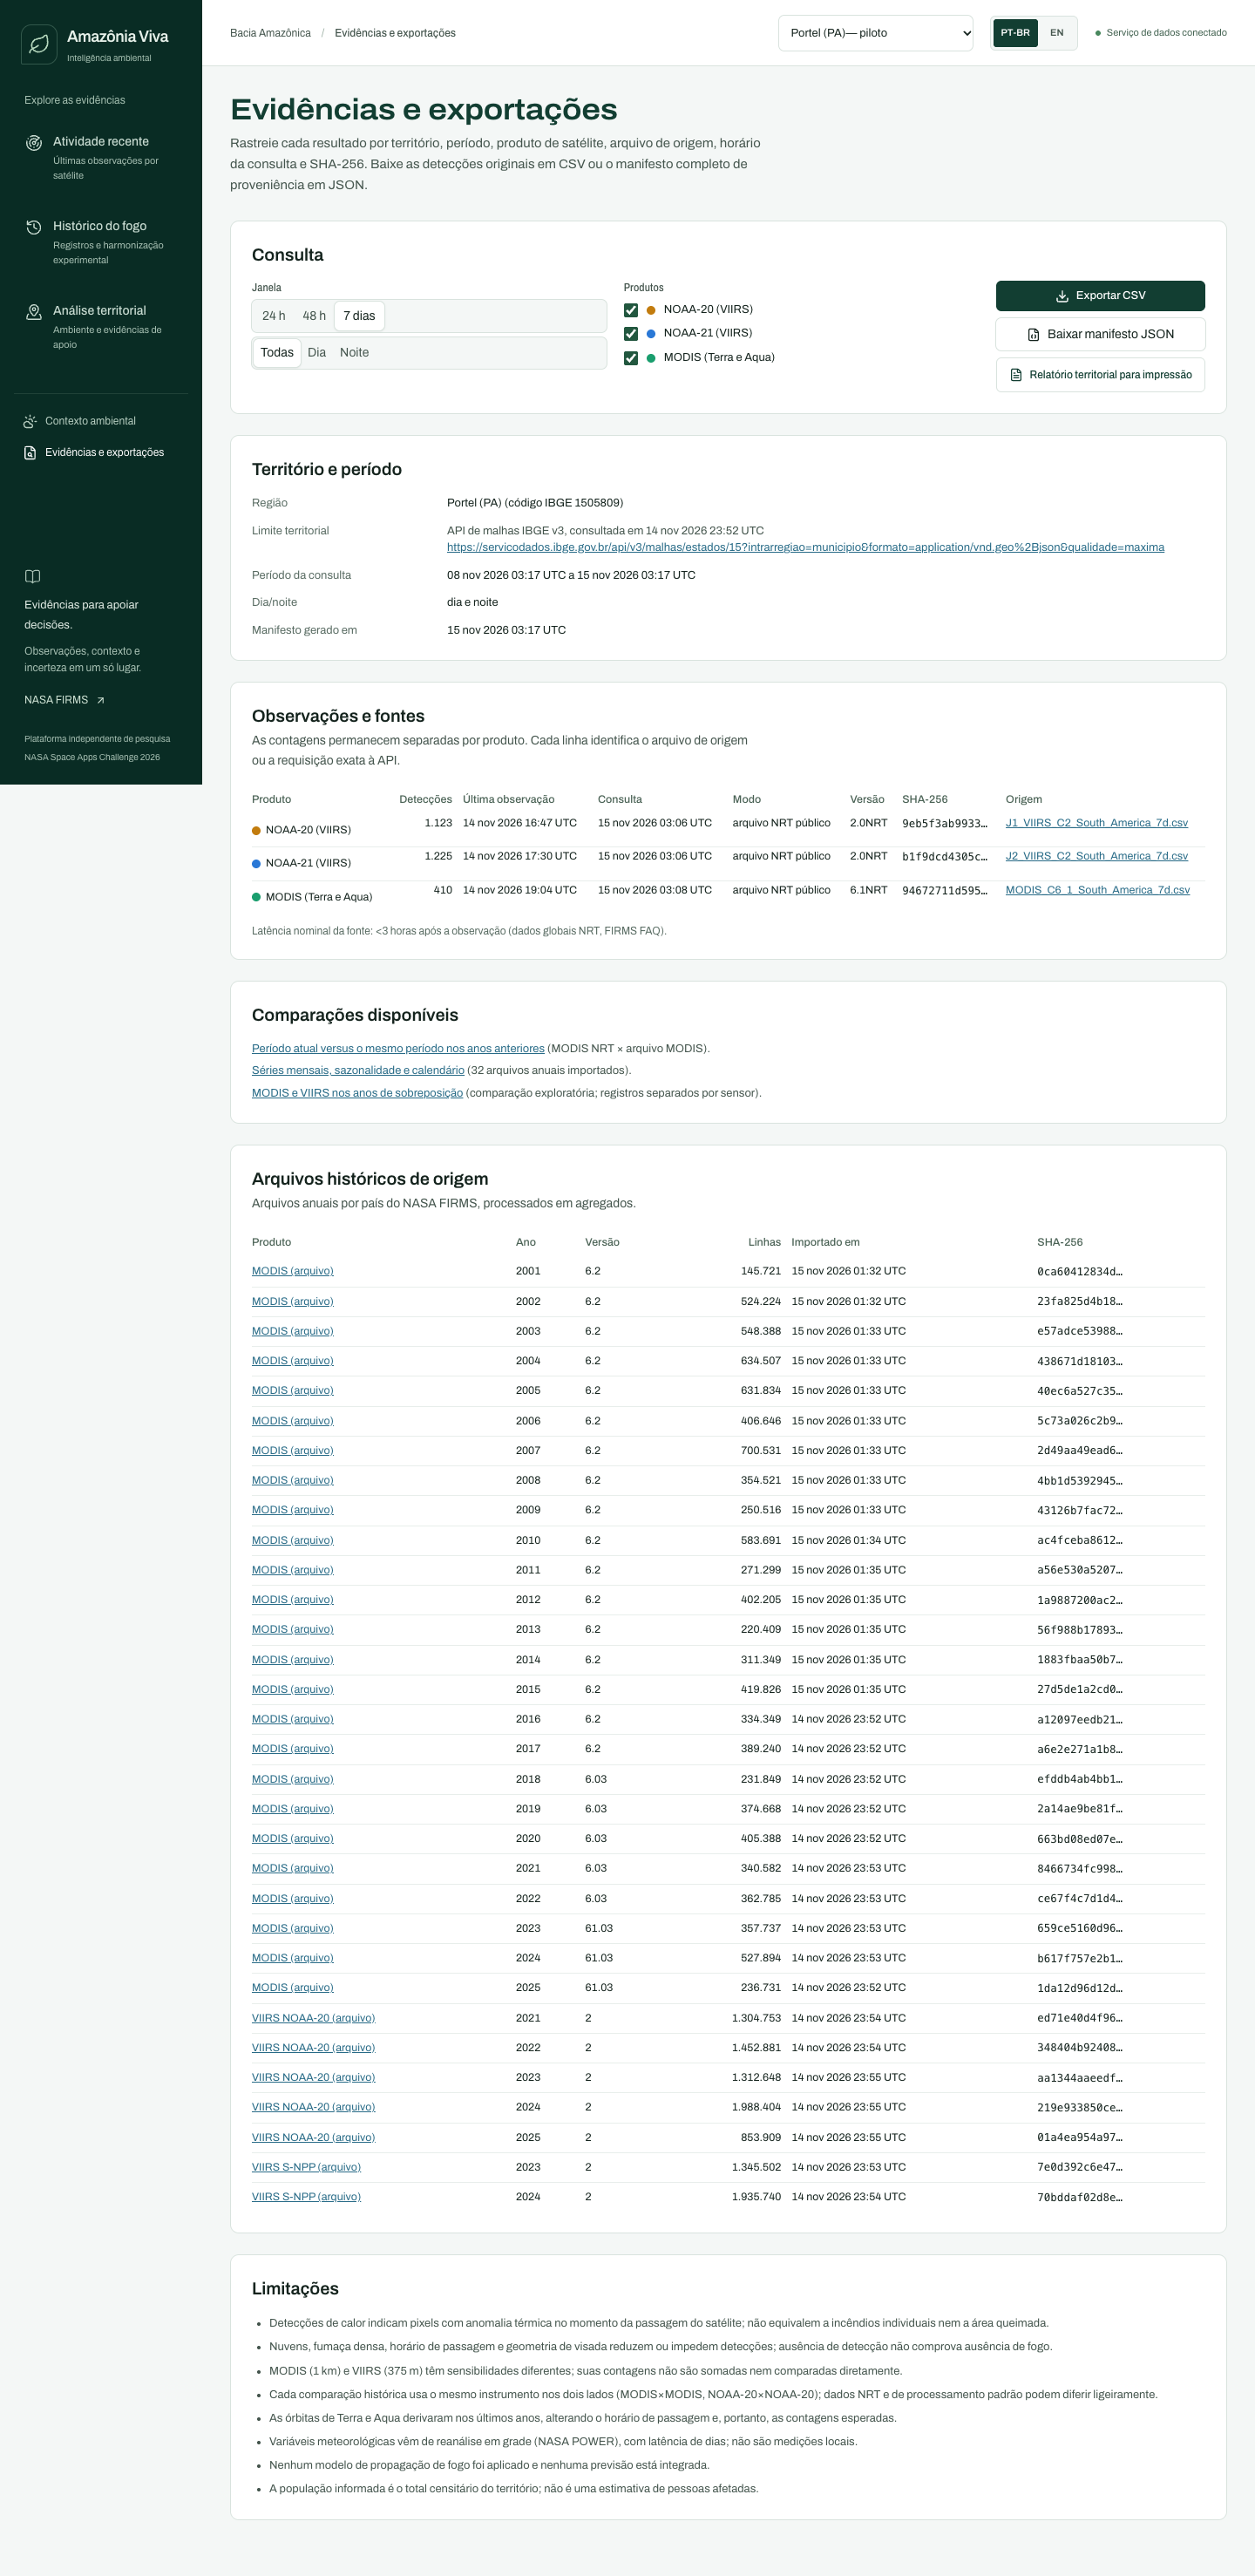 Amazônia Viva
Inteligência ambiental
Explore as evidências
Atividade recente
Últimas observações por
satélite
Histórico do fogo
Registros e harmonização
experimental
Análise territorial
Ambiente e evidências de
apoio
Contexto ambiental
Evidências e exportações
Evidências para apoiar
decisões.
Observações, contexto e
incerteza em um só lugar.
NASA FIRMS
Plataforma independente de pesquisa
NASA Space Apps Challenge 2026
Bacia Amazônica / Evidências e exportações
Portel (PA)— piloto
PT-BR EN
Serviço de dados conectado
Evidências e exportações
Rastreie cada resultado por território, período, produto de satélite, arquivo de origem, horário
da consulta e SHA-256. Baixe as detecções originais em CSV ou o manifesto completo de
proveniência em JSON.
Consulta
Janela
24 h 48 h 7 dias
Todas Dia Noite
Produtos
NOAA-20 (VIIRS)
NOAA-21 (VIIRS)
MODIS (Terra e Aqua)
Exportar CSV
Baixar manifesto JSON
Relatório territorial para impressão
Território e período
Região Portel (PA) (código IBGE 1505809)
Limite territorial API de malhas IBGE v3, consultada em 14 nov 2026 23:52 UTC
https://servicodados.ibge.gov.br/api/v3/malhas/estados/15?intrarregiao=municipio&formato=application/vnd.geo%2Bjson&qualidade=maxima
Período da consulta 08 nov 2026 03:17 UTC a 15 nov 2026 03:17 UTC
Dia/noite dia e noite
Manifesto gerado em 15 nov 2026 03:17 UTC
Observações e fontes
As contagens permanecem separadas por produto. Cada linha identifica o arquivo de origem
ou a requisição exata à API.
Produto Detecções Última observação Consulta Modo Versão SHA-256 Origem
NOAA-20 (VIIRS) 1.123 14 nov 2026 16:47 UTC 15 nov 2026 03:06 UTC arquivo NRT público 2.0NRT 9eb5f3ab9933… J1_VIIRS_C2_South_America_7d.csv
NOAA-21 (VIIRS) 1.225 14 nov 2026 17:30 UTC 15 nov 2026 03:06 UTC arquivo NRT público 2.0NRT b1f9dcd4305c… J2_VIIRS_C2_South_America_7d.csv
MODIS (Terra e Aqua) 410 14 nov 2026 19:04 UTC 15 nov 2026 03:08 UTC arquivo NRT público 6.1NRT 94672711d595… MODIS_C6_1_South_America_7d.csv
Latência nominal da fonte: <3 horas após a observação (dados globais NRT, FIRMS FAQ).
Comparações disponíveis
Período atual versus o mesmo período nos anos anteriores (MODIS NRT × arquivo MODIS).
Séries mensais, sazonalidade e calendário (32 arquivos anuais importados).
MODIS e VIIRS nos anos de sobreposição (comparação exploratória; registros separados por sensor).
Arquivos históricos de origem
Arquivos anuais por país do NASA FIRMS, processados em agregados.
Produto Ano Versão Linhas Importado em SHA-256
MODIS (arquivo) 2001 6.2 145.721 15 nov 2026 01:32 UTC 0ca60412834d…
MODIS (arquivo) 2002 6.2 524.224 15 nov 2026 01:32 UTC 23fa825d4b18…
MODIS (arquivo) 2003 6.2 548.388 15 nov 2026 01:33 UTC e57adce53988…
MODIS (arquivo) 2004 6.2 634.507 15 nov 2026 01:33 UTC 438671d18103…
MODIS (arquivo) 2005 6.2 631.834 15 nov 2026 01:33 UTC 40ec6a527c35…
MODIS (arquivo) 2006 6.2 406.646 15 nov 2026 01:33 UTC 5c73a026c2b9…
MODIS (arquivo) 2007 6.2 700.531 15 nov 2026 01:33 UTC 2d49aa49ead6…
MODIS (arquivo) 2008 6.2 354.521 15 nov 2026 01:33 UTC 4bb1d5392945…
MODIS (arquivo) 2009 6.2 250.516 15 nov 2026 01:33 UTC 43126b7fac72…
MODIS (arquivo) 2010 6.2 583.691 15 nov 2026 01:34 UTC ac4fceba8612…
MODIS (arquivo) 2011 6.2 271.299 15 nov 2026 01:35 UTC a56e530a5207…
MODIS (arquivo) 2012 6.2 402.205 15 nov 2026 01:35 UTC 1a9887200ac2…
MODIS (arquivo) 2013 6.2 220.409 15 nov 2026 01:35 UTC 56f988b17893…
MODIS (arquivo) 2014 6.2 311.349 15 nov 2026 01:35 UTC 1883fbaa50b7…
MODIS (arquivo) 2015 6.2 419.826 15 nov 2026 01:35 UTC 27d5de1a2cd0…
MODIS (arquivo) 2016 6.2 334.349 14 nov 2026 23:52 UTC a12097eedb21…
MODIS (arquivo) 2017 6.2 389.240 14 nov 2026 23:52 UTC a6e2e271a1b8…
MODIS (arquivo) 2018 6.03 231.849 14 nov 2026 23:52 UTC efddb4ab4bb1…
MODIS (arquivo) 2019 6.03 374.668 14 nov 2026 23:52 UTC 2a14ae9be81f…
MODIS (arquivo) 2020 6.03 405.388 14 nov 2026 23:52 UTC 663bd08ed07e…
MODIS (arquivo) 2021 6.03 340.582 14 nov 2026 23:53 UTC 8466734fc998…
MODIS (arquivo) 2022 6.03 362.785 14 nov 2026 23:53 UTC ce67f4c7d1d4…
MODIS (arquivo) 2023 61.03 357.737 14 nov 2026 23:53 UTC 659ce5160d96…
MODIS (arquivo) 2024 61.03 527.894 14 nov 2026 23:53 UTC b617f757e2b1…
MODIS (arquivo) 2025 61.03 236.731 14 nov 2026 23:52 UTC 1da12d96d12d…
VIIRS NOAA-20 (arquivo) 2021 2 1.304.753 14 nov 2026 23:54 UTC ed71e40d4f96…
VIIRS NOAA-20 (arquivo) 2022 2 1.452.881 14 nov 2026 23:54 UTC 348404b92408…
VIIRS NOAA-20 (arquivo) 2023 2 1.312.648 14 nov 2026 23:55 UTC aa1344aaeedf…
VIIRS NOAA-20 (arquivo) 2024 2 1.988.404 14 nov 2026 23:55 UTC 219e933850ce…
VIIRS NOAA-20 (arquivo) 2025 2 853.909 14 nov 2026 23:55 UTC 01a4ea954a97…
VIIRS S-NPP (arquivo) 2023 2 1.345.502 14 nov 2026 23:53 UTC 7e0d392c6e47…
VIIRS S-NPP (arquivo) 2024 2 1.935.740 14 nov 2026 23:54 UTC 70bddaf02d8e…
Limitações
• Detecções de calor indicam pixels com anomalia térmica no momento da passagem do satélite; não equivalem a incêndios individuais nem a área queimada.
• Nuvens, fumaça densa, horário de passagem e geometria de visada reduzem ou impedem detecções; ausência de detecção não comprova ausência de fogo.
• MODIS (1 km) e VIIRS (375 m) têm sensibilidades diferentes; suas contagens não são somadas nem comparadas diretamente.
• Cada comparação histórica usa o mesmo instrumento nos dois lados (MODIS×MODIS, NOAA-20×NOAA-20); dados NRT e de processamento padrão podem diferir ligeiramente.
• As órbitas de Terra e Aqua derivaram nos últimos anos, alterando o horário de passagem e, portanto, as contagens esperadas.
• Variáveis meteorológicas vêm de reanálise em grade (NASA POWER), com latência de dias; não são medições locais.
• Nenhum modelo de propagação de fogo foi aplicado e nenhuma previsão está integrada.
• A população informada é o total censitário do território; não é uma estimativa de pessoas afetadas.